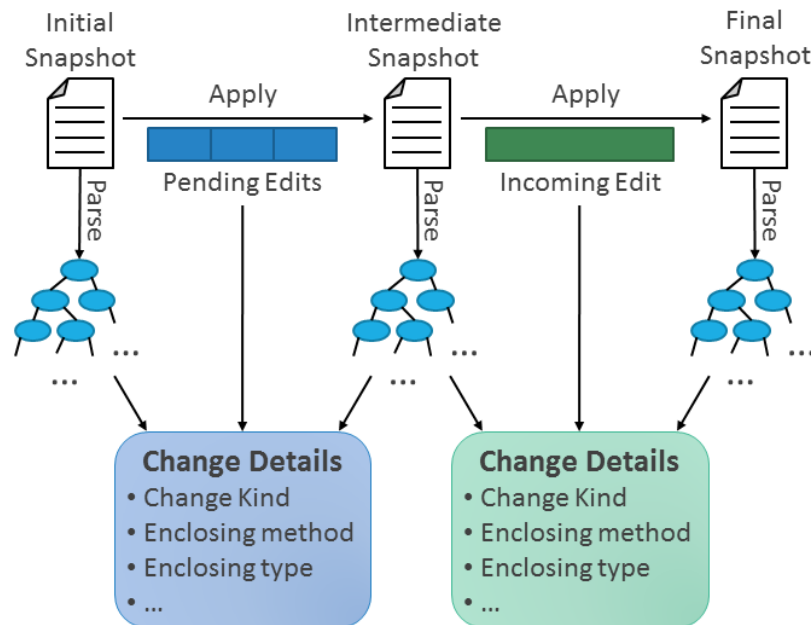 Initial
Snapshot
Intermediate
Snapshot
Final
Snapshot
Apply
Apply
Pending Edits
Incoming Edit
Parse
Parse
Parse
...
...
...
...
...
...
Change Details
• Change Kind
• Enclosing method
• Enclosing type
• ...
Change Details
• Change Kind
• Enclosing method
• Enclosing type
• ...